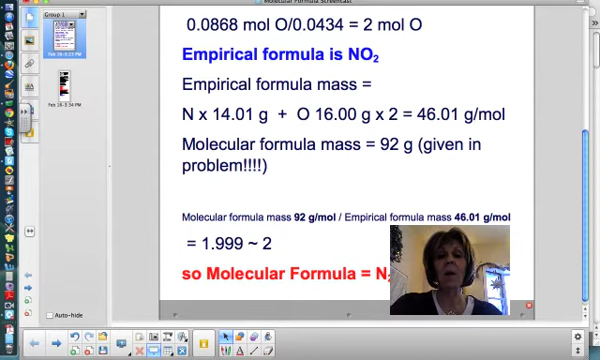 Molecular Formula Screencast
Group 1
0.0868 mol O/0.0434 = 2 mol O
Empirical formula is NO₂
Empirical formula mass =
N x 14.01 g + O 16.00 g x 2 = 46.01 g/mol
Molecular formula mass = 92 g (given in
problem!!!!)
Molecular formula mass 92 g/mol / Empirical formula mass 46.01 g/mol
= 1.999 ~ 2
so Molecular Formula = N
Auto-hide